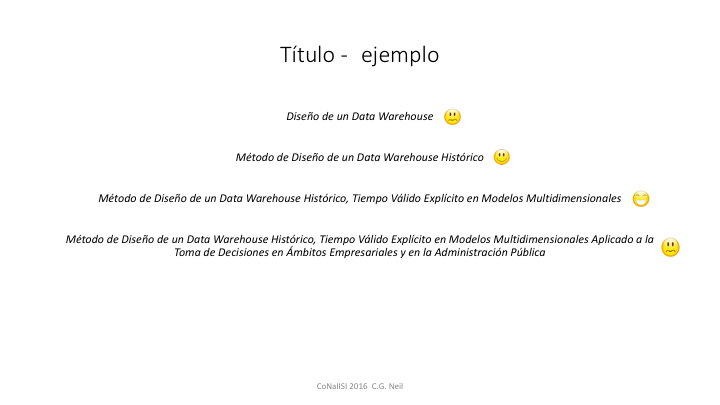 Título -  ejemplo
Diseño de un Data Warehouse
Método de Diseño de un Data Warehouse Histórico
Método de Diseño de un Data Warehouse Histórico, Tiempo Válido Explícito en Modelos Multidimensionales
Método de Diseño de un Data Warehouse Histórico, Tiempo Válido Explícito en Modelos Multidimensionales Aplicado a la
Toma de Decisiones en Ámbitos Empresariales y en la Administración Pública
CoNaIISI 2016  C.G. Neil